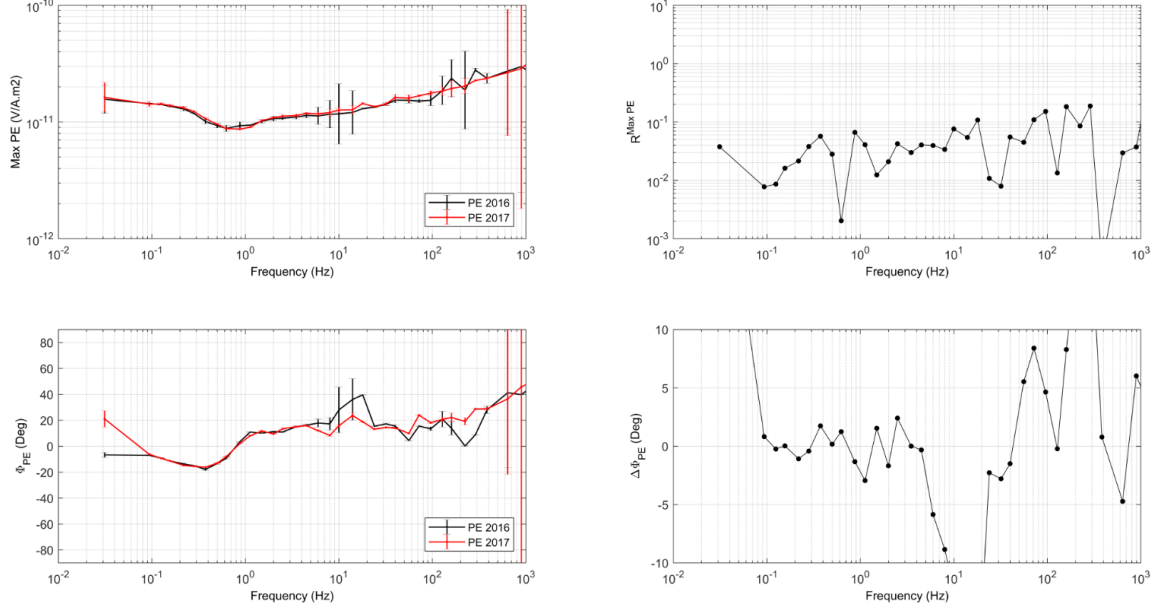 10^-10
10^-11
10^-12
Max PE (V/A.m2)
PE 2016
PE 2017
10^-2 10^-1 10^0 10^1 10^2 10^3
Frequency (Hz)
10^1
10^0
10^-1
10^-2
10^-3
R^Max PE
10^-2 10^-1 10^0 10^1 10^2 10^3
Frequency (Hz)
80
60
40
20
0
-20
-40
-60
-80
Φ_PE (Deg)
PE 2016
PE 2017
10^-2 10^-1 10^0 10^1 10^2 10^3
Frequency (Hz)
10
5
0
-5
-10
ΔΦ_PE (Deg)
10^-2 10^-1 10^0 10^1 10^2 10^3
Frequency (Hz)